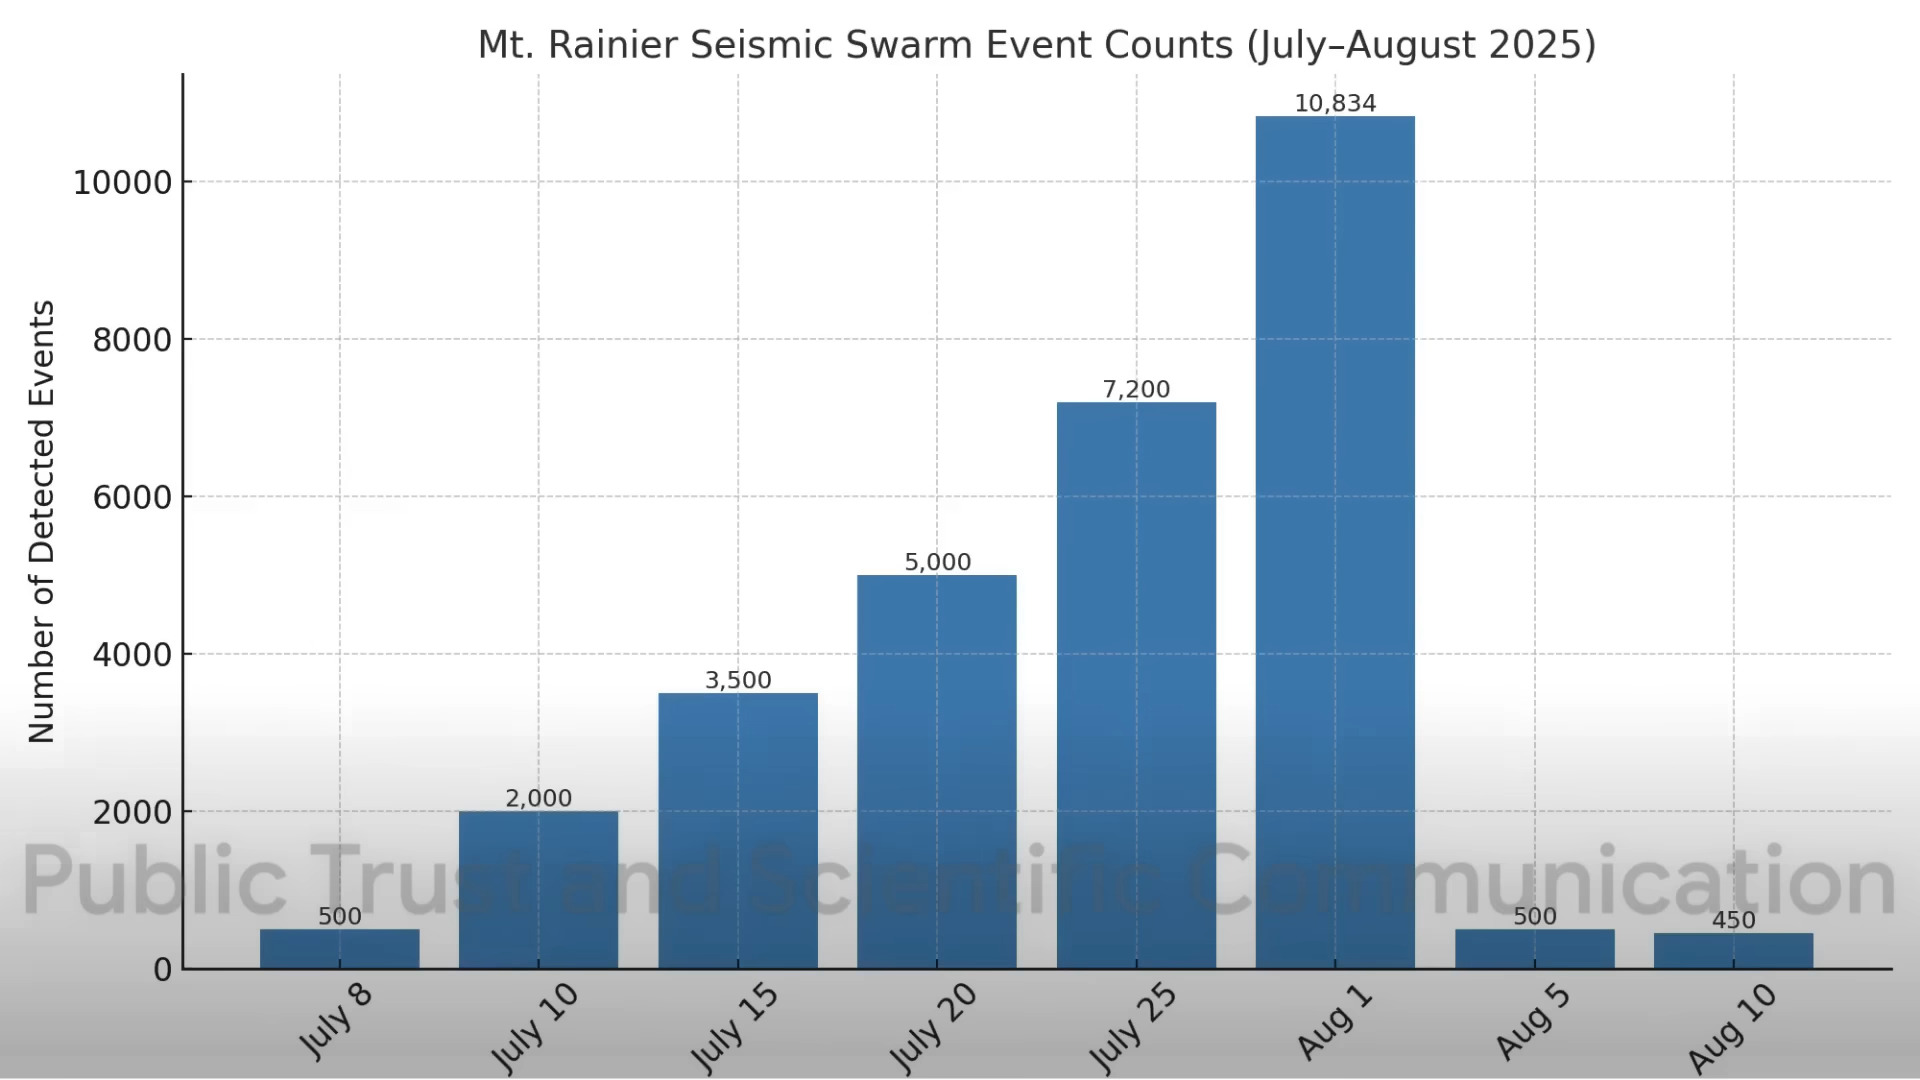 Mt. Rainier Seismic Swarm Event Counts (July–August 2025)
Number of Detected Events
10000
8000
6000
4000
2000
0
500
2,000
3,500
5,000
7,200
10,834
500
450
July 8
July 10
July 15
July 20
July 25
Aug 1
Aug 5
Aug 10
Public Trust and Scientific Communication